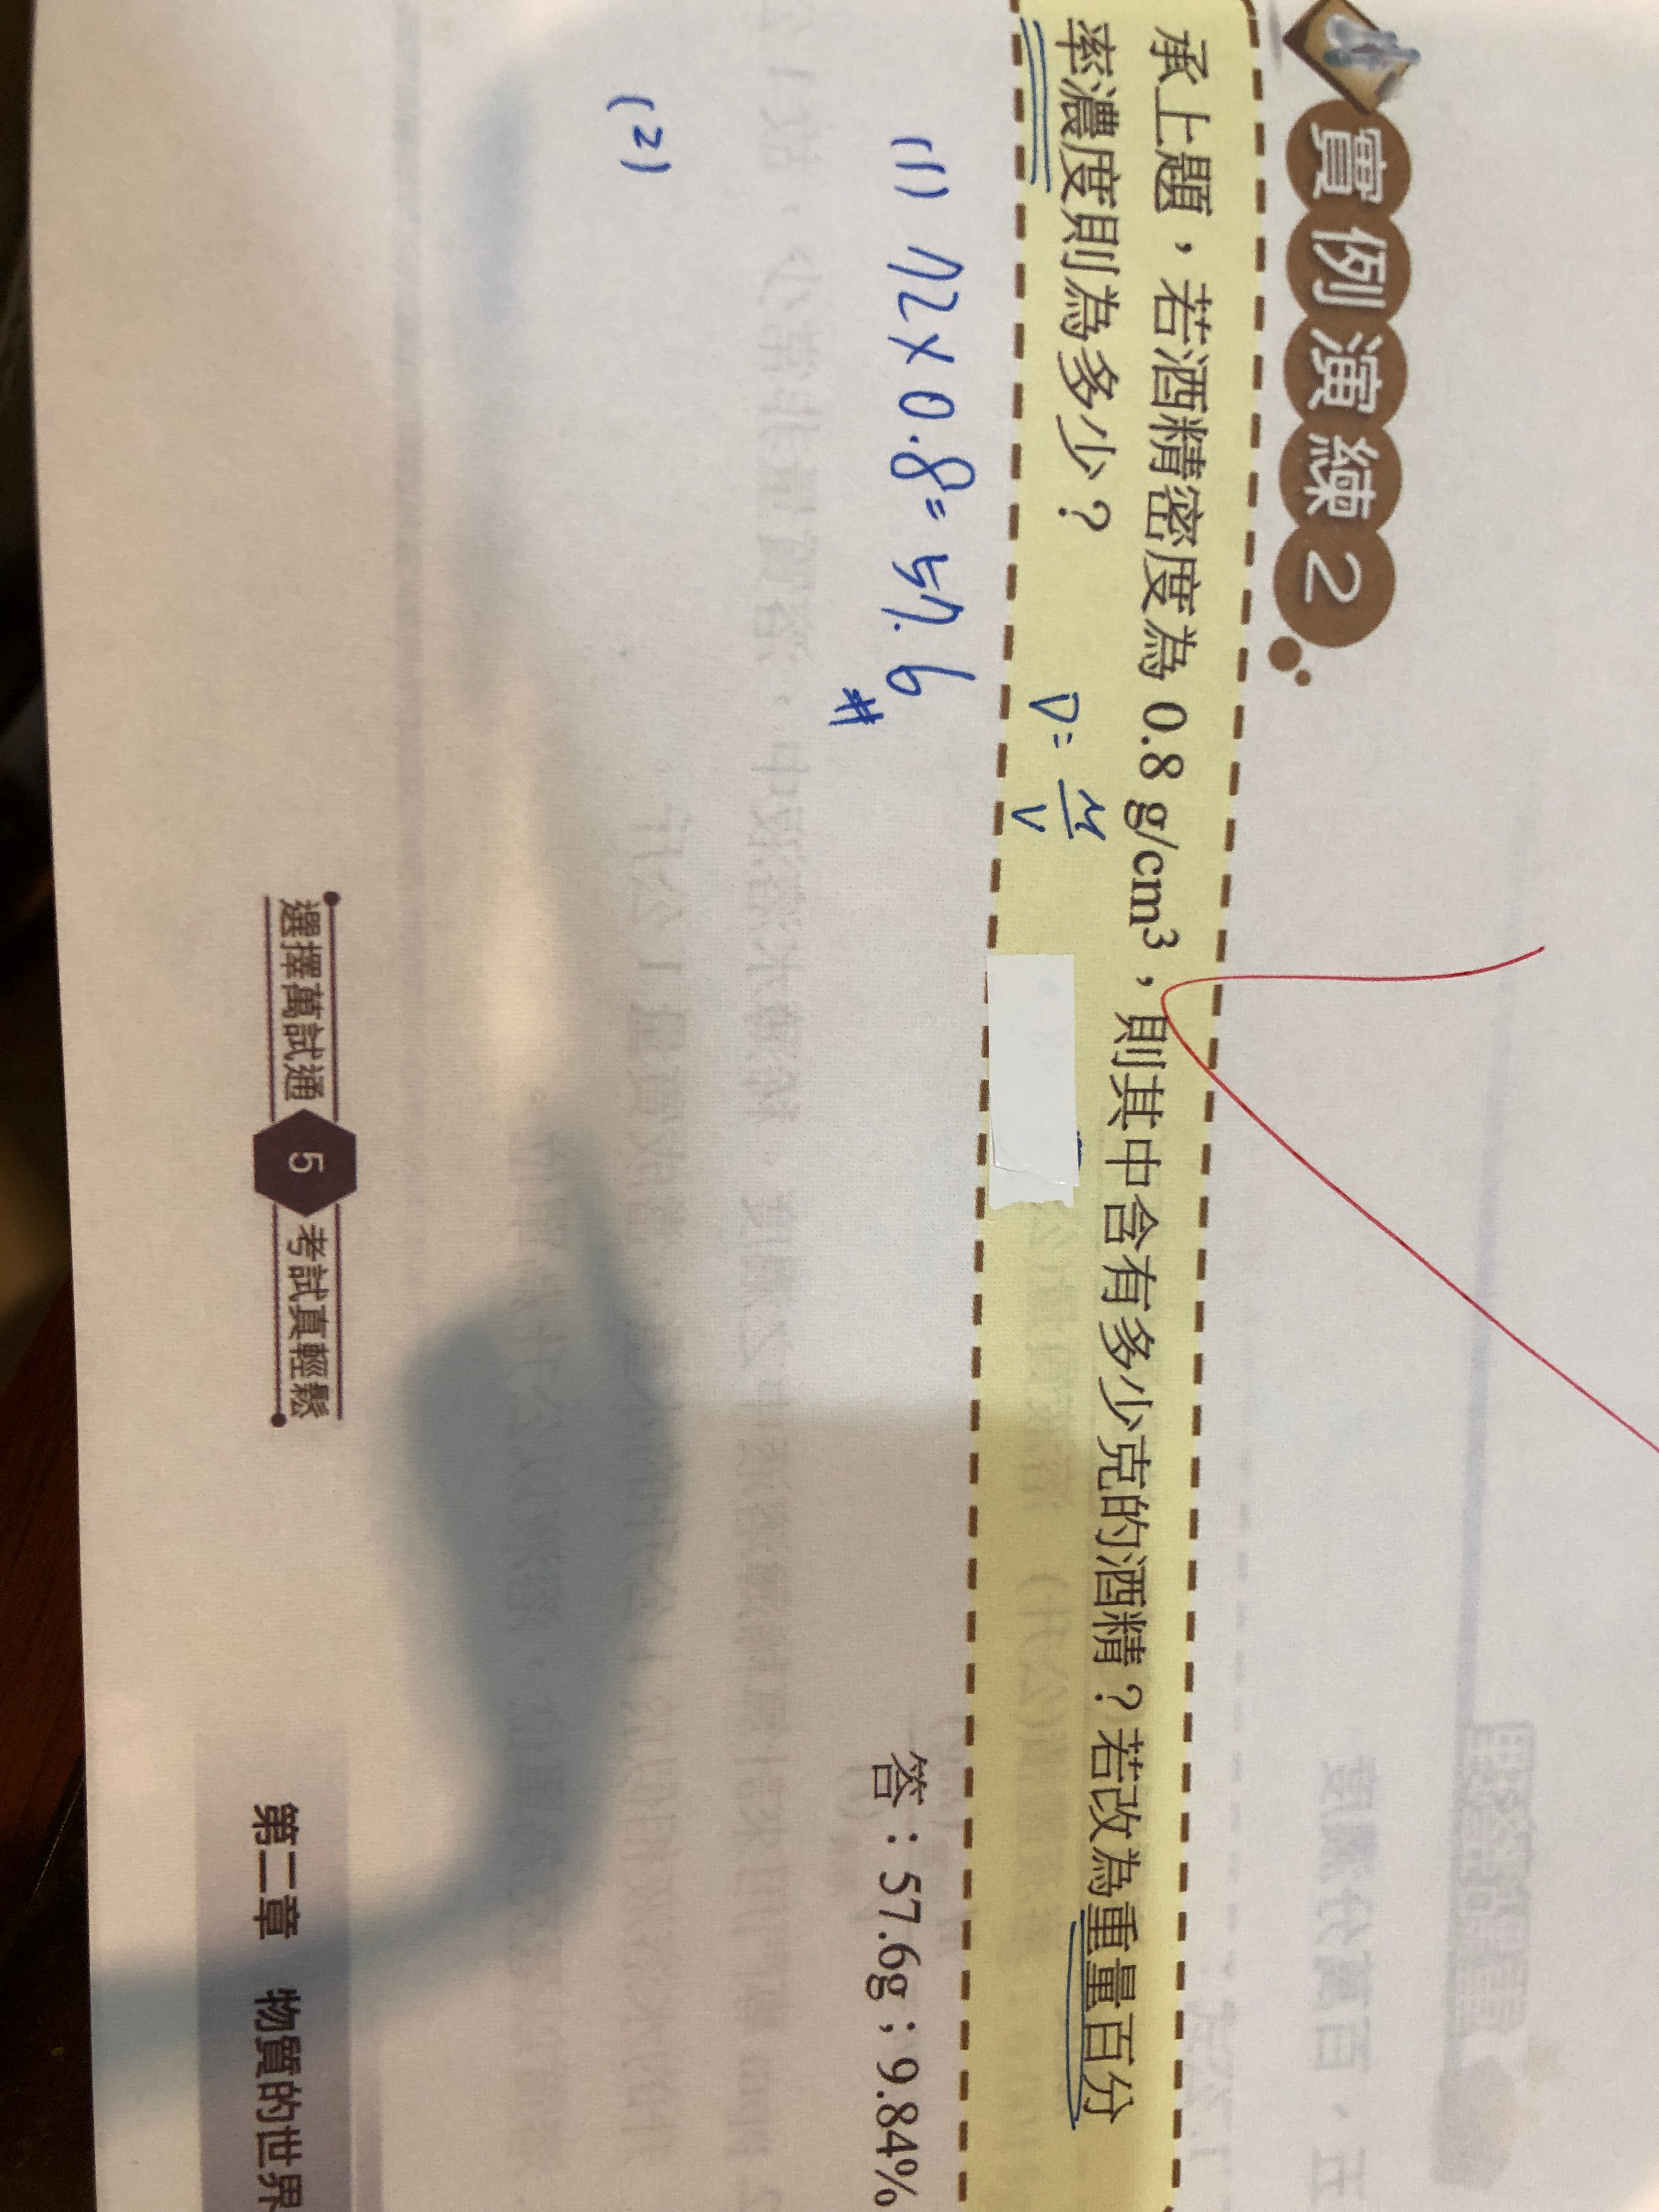 實例演練2
承上題，若酒精密度為 0.8 g/cm³，則其中含有多少克的酒精？若改為重量百分
率濃度則為多少？
D = M/V
(1) 72×0.8=57.6
#
答：57.6g；9.84%
(2)
選擇萬試通 5 考試真輕鬆
第二章 物質的世界